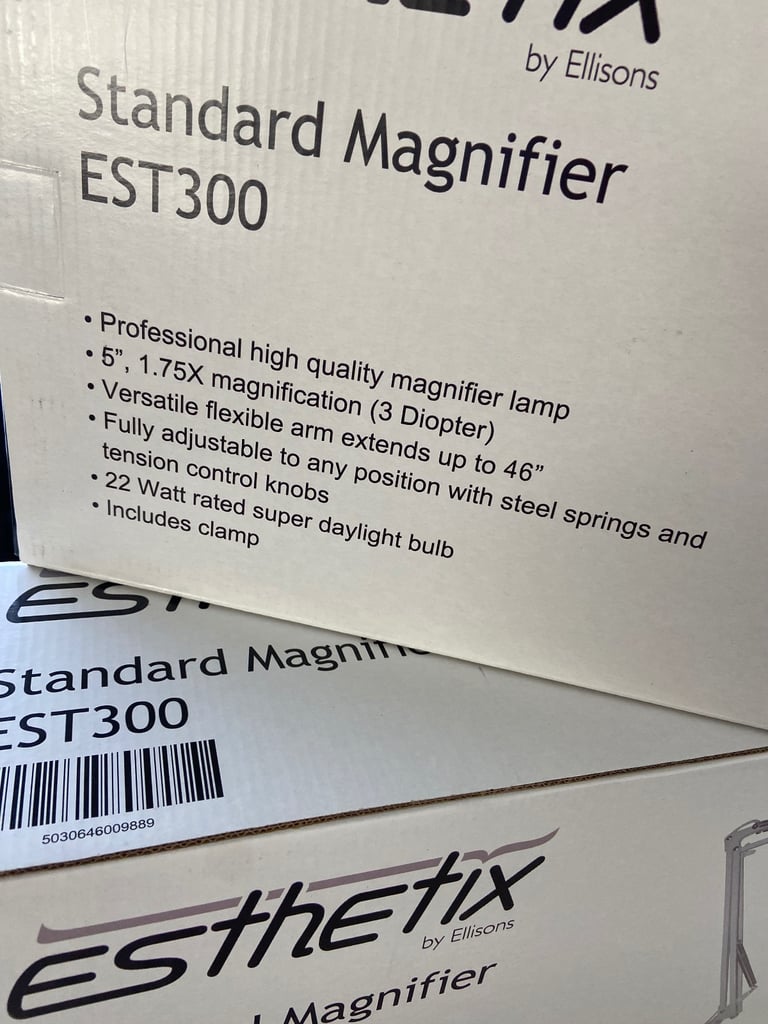 by Ellisons
Standard Magnifier
EST300
• Professional high quality magnifier lamp
• 5”, 1.75X magnification (3 Diopter)
• Versatile flexible arm extends up to 46”
• Fully adjustable to any position with steel springs and
tension control knobs
• 22 Watt rated super daylight bulb
• Includes clamp
Standard
EST300
5030646009889
Esthetix
by Ellisons
Magnifier